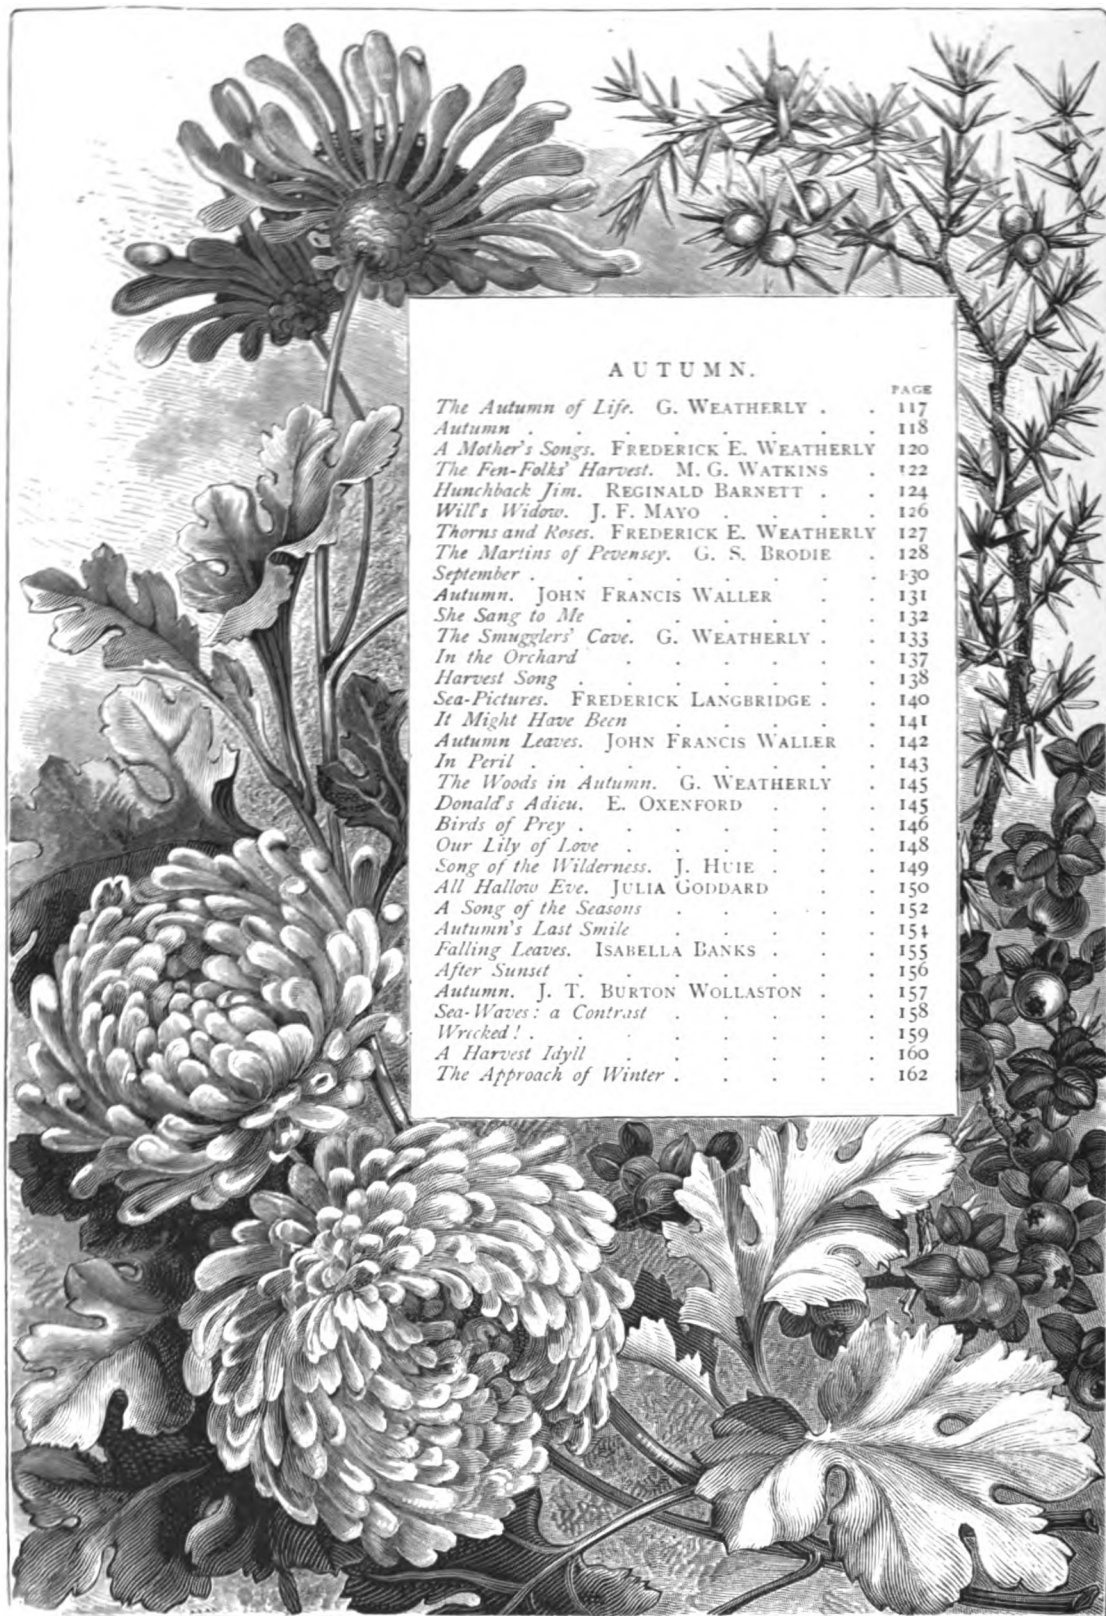 AUTUMN.
PAGE
The Autumn of Life. G. WEATHERLY . . 117
Autumn . . . . . . . . . 118
A Mother's Songs. FREDERICK E. WEATHERLY 120
The Fen-Folks' Harvest. M. G. WATKINS . 122
Hunchback Jim. REGINALD BARNETT . . 124
Will's Widow. J. F. MAYO . . . . 126
Thorns and Roses. FREDERICK E. WEATHERLY 127
The Martins of Pevensey. G. S. BRODIE . 128
September . . . . . . . . 130
Autumn. JOHN FRANCIS WALLER . . 131
She Sang to Me . . . . . . 132
The Smugglers' Cave. G. WEATHERLY . . 133
In the Orchard . . . . . . 137
Harvest Song . . . . . . . 138
Sea-Pictures. FREDERICK LANGBRIDGE . . 140
It Might Have Been . . . . . 141
Autumn Leaves. JOHN FRANCIS WALLER . 142
In Peril . . . . . . . . 143
The Woods in Autumn. G. WEATHERLY . 145
Donald's Adieu. E. OXENFORD . . . 145
Birds of Prey . . . . . . . 146
Our Lily of Love . . . . . . 148
Song of the Wilderness. J. HUIE . . . 149
All Hallow Eve. JULIA GODDARD . . 150
A Song of the Seasons . . . . . 152
Autumn's Last Smile . . . . . 154
Falling Leaves. ISABELLA BANKS . . . 155
After Sunset . . . . . . . 156
Autumn. J. T. BURTON WOLLASTON . . 157
Sea-Waves: a Contrast . . . . . 158
Wrecked! . . . . . . . . 159
A Harvest Idyll . . . . . . 160
The Approach of Winter . . . . . 162